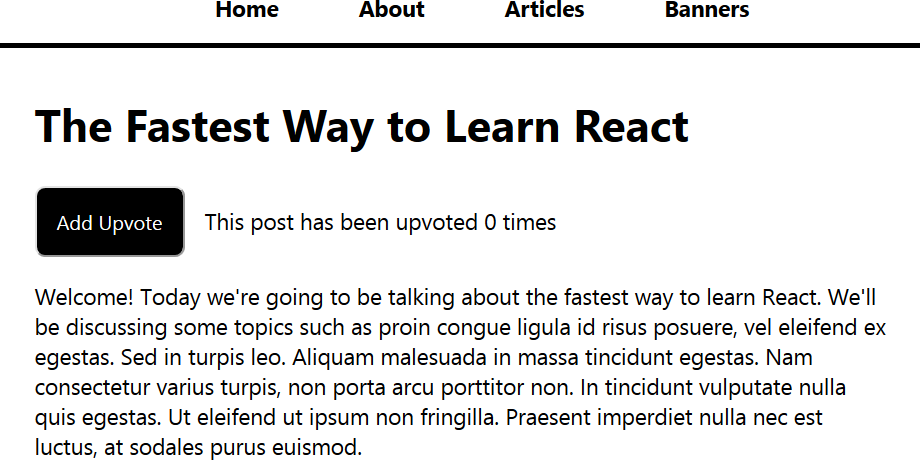 Home About Articles Banners
The Fastest Way to Learn React
Add Upvote This post has been upvoted 0 times
Welcome! Today we're going to be talking about the fastest way to learn React. We'll
be discussing some topics such as proin congue ligula id risus posuere, vel eleifend ex
egestas. Sed in turpis leo. Aliquam malesuada in massa tincidunt egestas. Nam
consectetur varius turpis, non porta arcu porttitor non. In tincidunt vulputate nulla
quis egestas. Ut eleifend ut ipsum non fringilla. Praesent imperdiet nulla nec est
luctus, at sodales purus euismod.